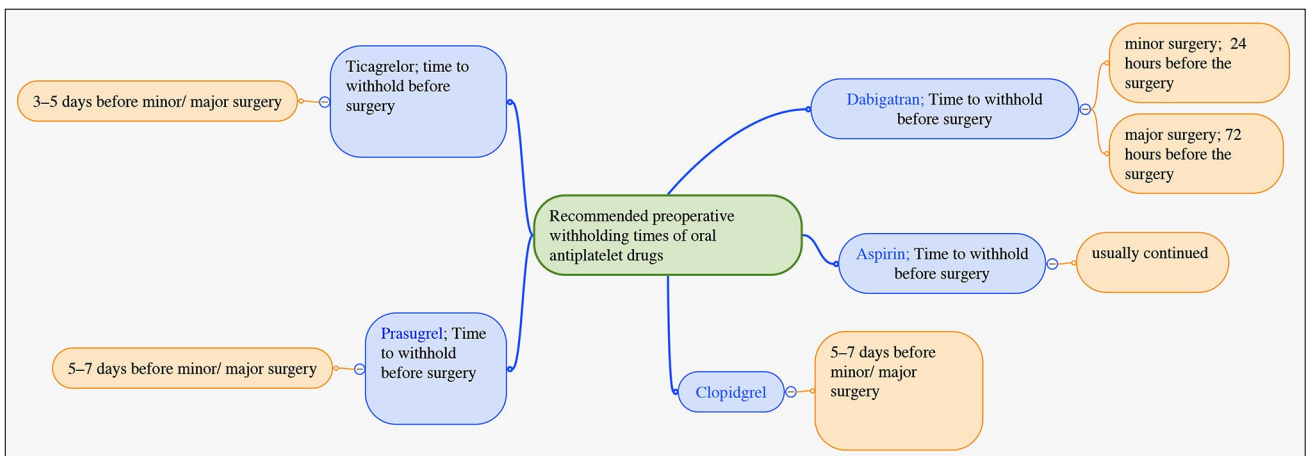 Ticagrelor; time to
withhold before
surgery
3–5 days before minor/ major surgery
Prasugrel; Time
to withhold
before surgery
5–7 days before minor/ major surgery
Recommended preoperative
withholding times of oral
antiplatelet drugs
Dabigatran; Time to withhold
before surgery
minor surgery; 24
hours before the
surgery
major surgery; 72
hours before the
surgery
Aspirin; Time to withhold
before surgery
usually continued
Clopidgrel
5–7 days before
minor/ major
surgery